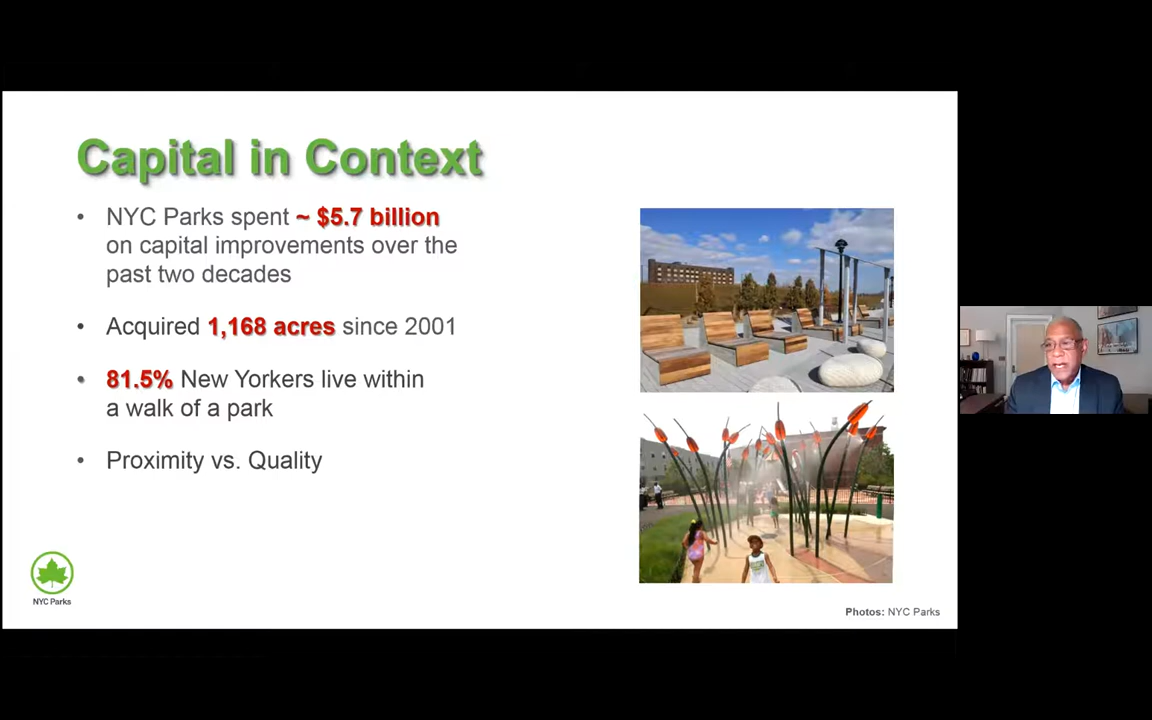 Capital in Context
• NYC Parks spent ~ $5.7 billion
on capital improvements over the
past two decades
• Acquired 1,168 acres since 2001
• 81.5% New Yorkers live within
a walk of a park
• Proximity vs. Quality
NYC Parks
Photos: NYC Parks